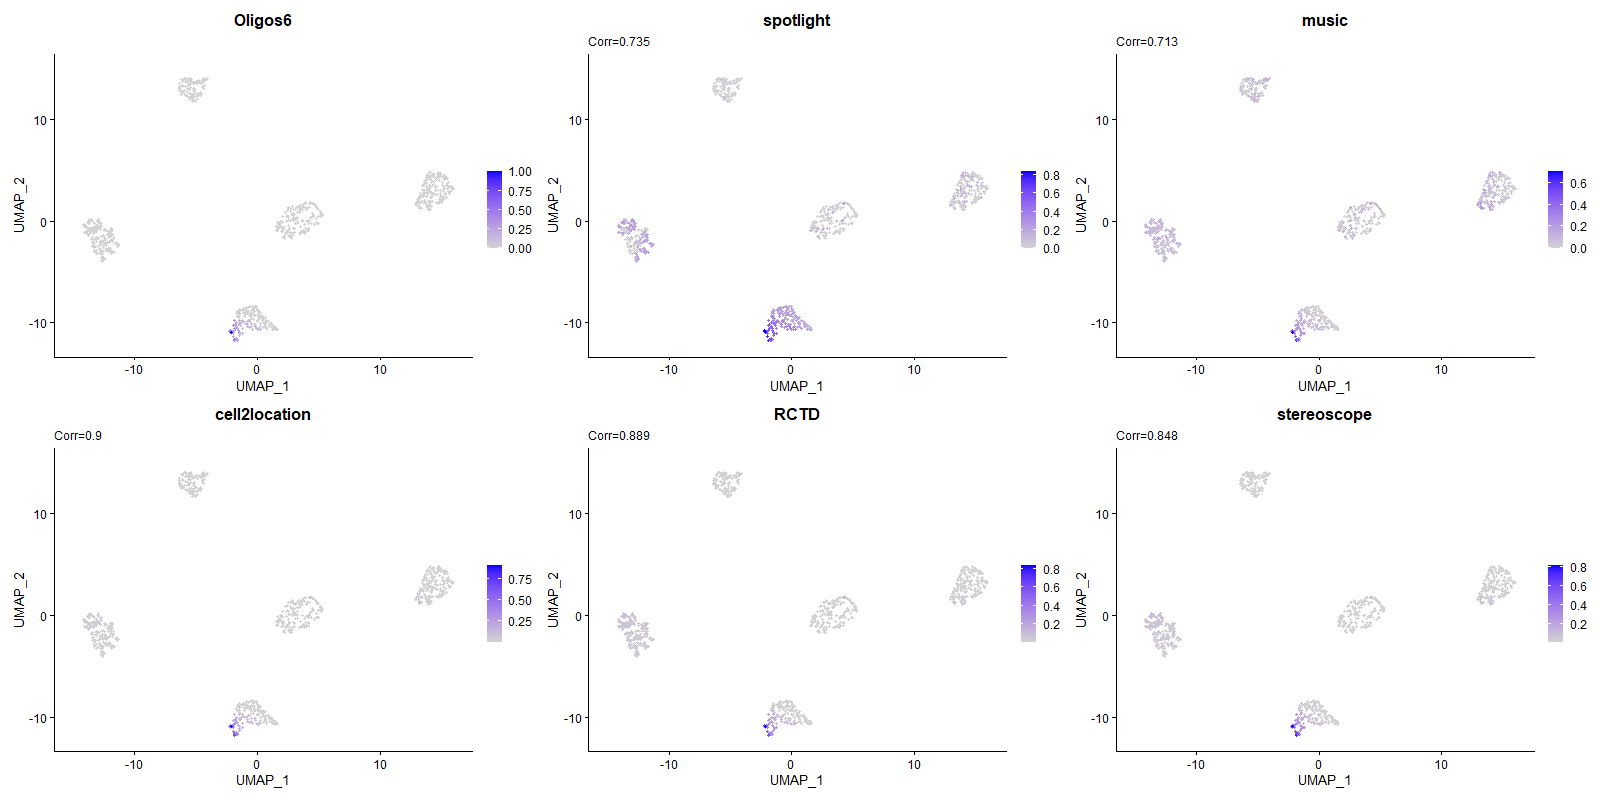 Oligos6
10
0
-10
-10
0
10
UMAP_1
UMAP_2
1.00
0.75
0.50
0.25
0.00
spotlight
Corr=0.735
10
0
-10
-10
0
10
UMAP_1
UMAP_2
0.8
0.6
0.4
0.2
0.0
music
Corr=0.713
10
0
-10
-10
0
10
UMAP_1
UMAP_2
0.6
0.4
0.2
0.0
cell2location
Corr=0.9
10
0
-10
-10
0
10
UMAP_1
UMAP_2
0.75
0.50
0.25
RCTD
Corr=0.889
10
0
-10
-10
0
10
UMAP_1
UMAP_2
0.8
0.6
0.4
0.2
stereoscope
Corr=0.848
10
0
-10
-10
0
10
UMAP_1
UMAP_2
0.8
0.6
0.4
0.2